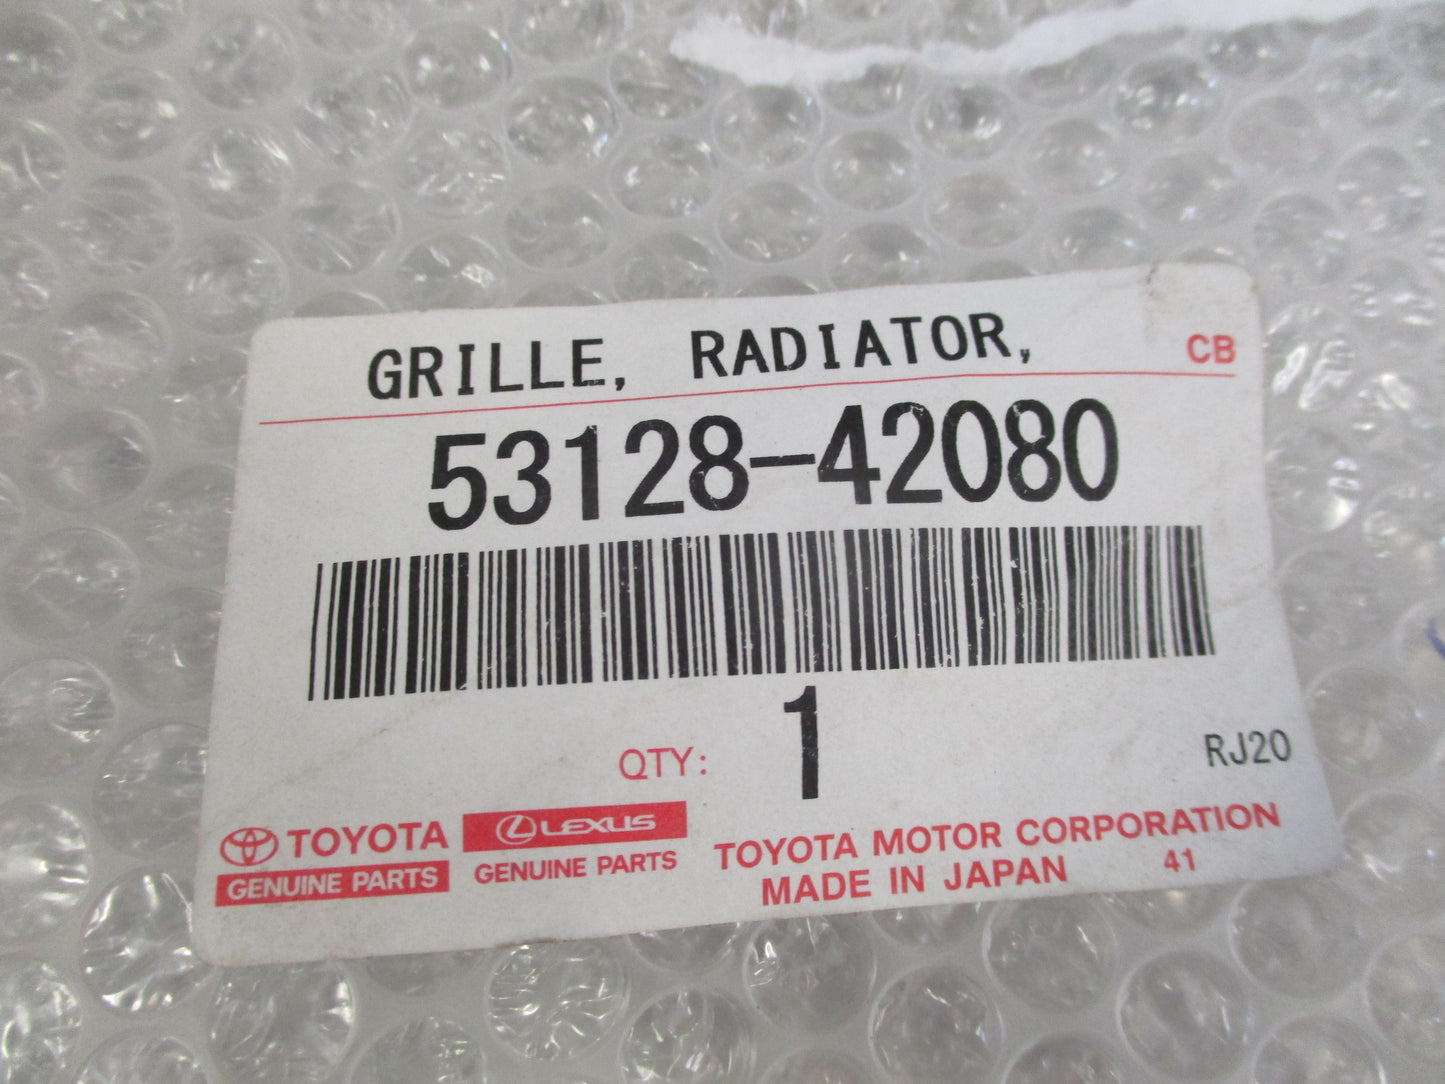 GRILLE, RADIATOR,
CB
53128-42080
QTY: 1
RJ20
TOYOTA
GENUINE PARTS
LEXUS
GENUINE PARTS
TOYOTA MOTOR CORPORATION
MADE IN JAPAN 41